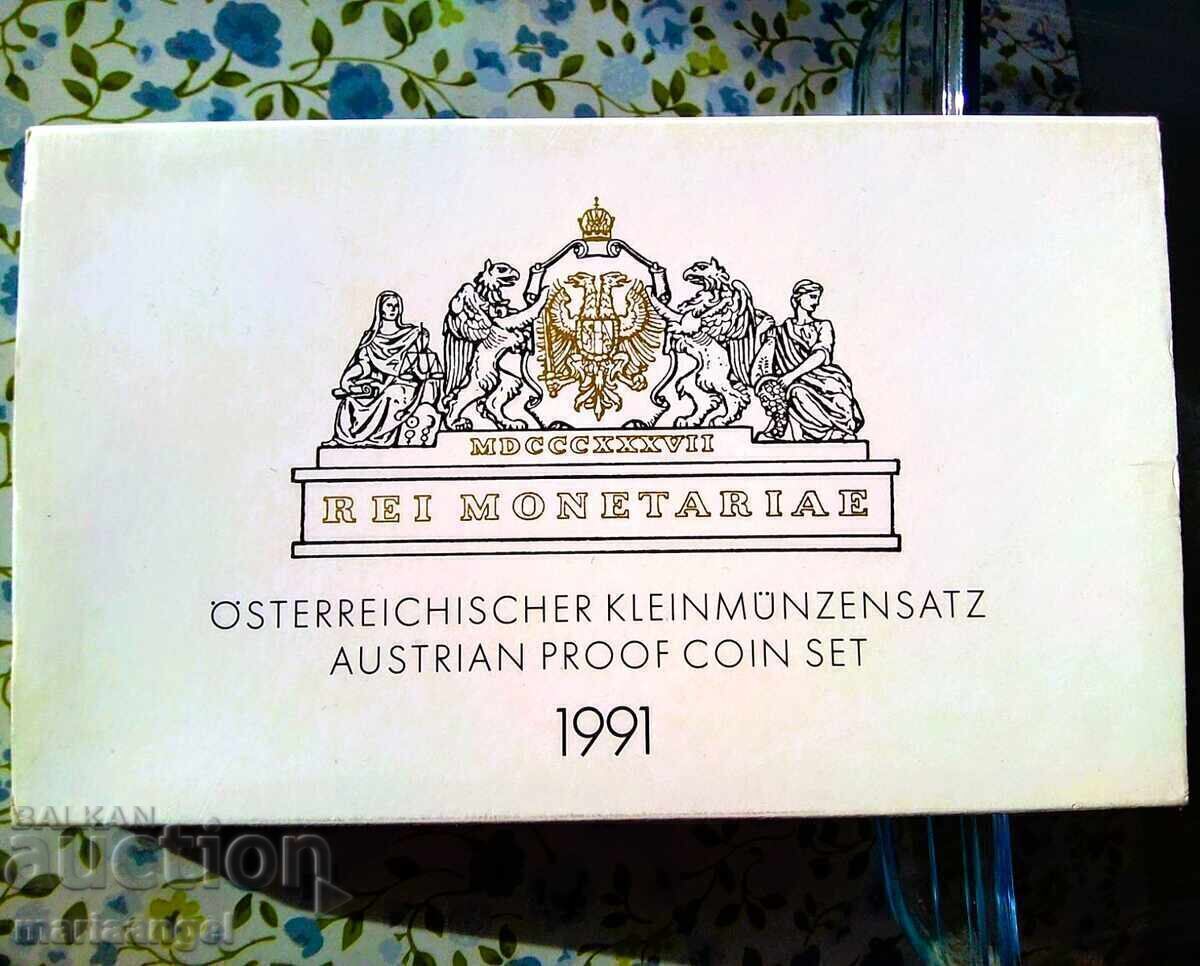 MDCCCXXXVII
REI MONETARIAE
ÖSTERREICHISCHER KLEINMÜNZENSATZ
AUSTRIAN PROOF COIN SET
1991
BALKAN
auction
mariaangel